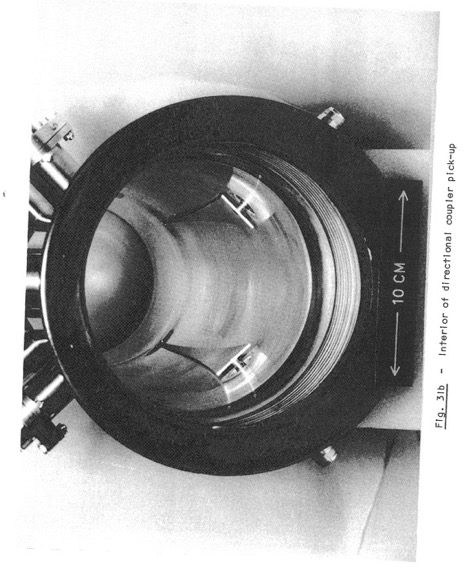 10 CM
Fig. 31b - Interior of directional coupler pick-up